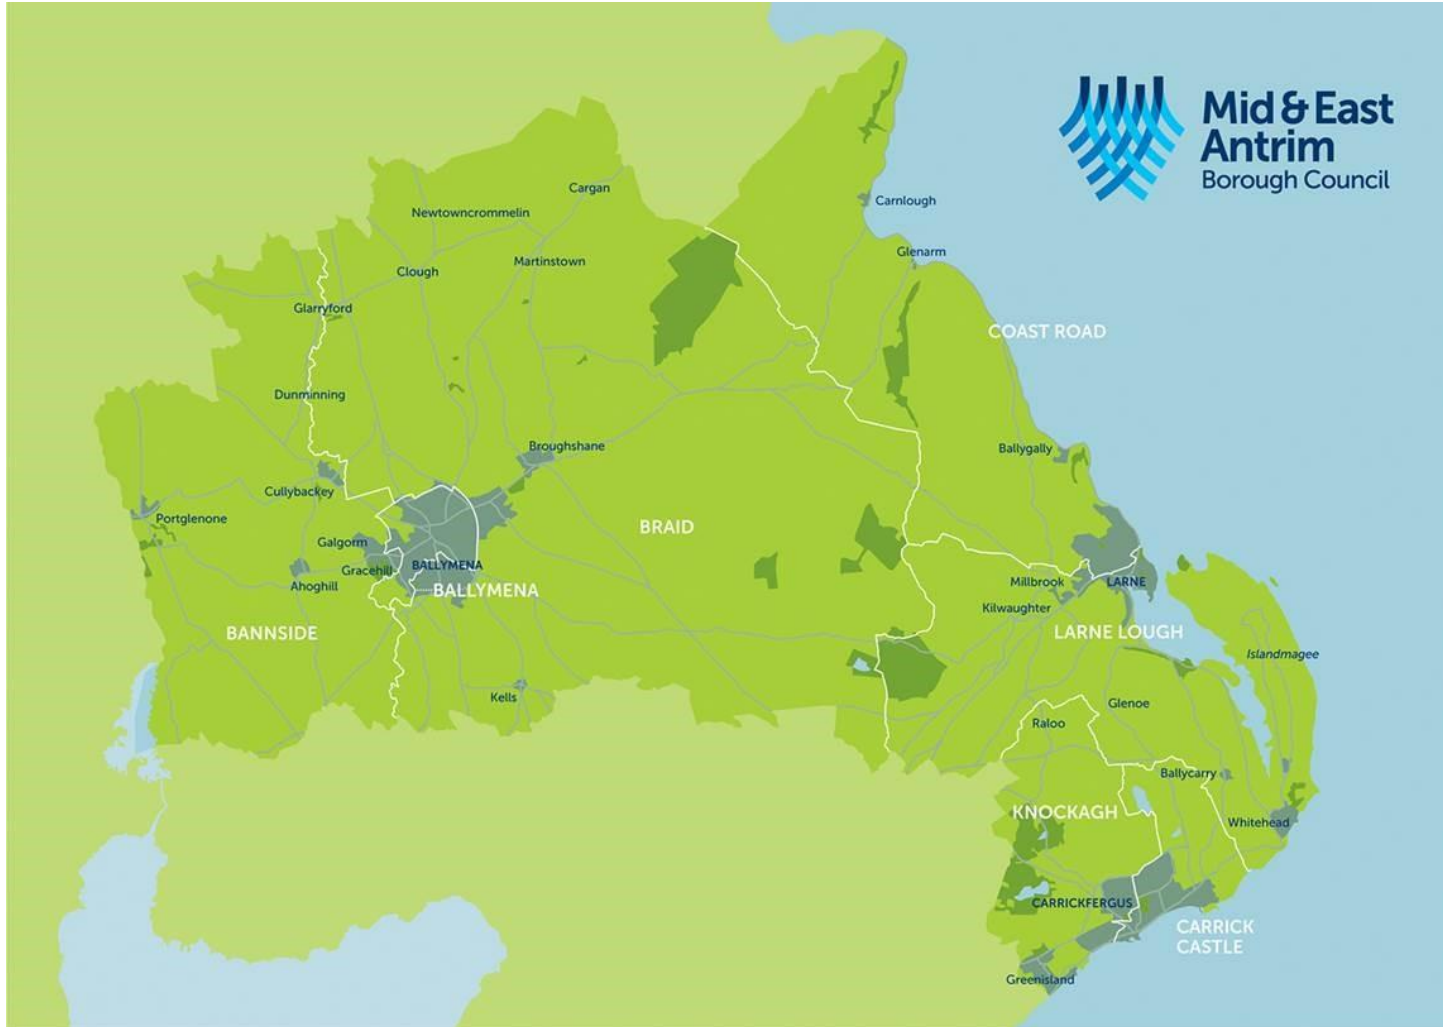 Mid & East
Antrim
Borough Council
Cargan
Carnlough
Newtowncrommelin
Glenarm
Martinstown
Clough
Glarryford
COAST ROAD
Dunminning
Broughshane
Ballygally
Cullybackey
Portglenone
BRAID
Galgorm
Gracehill
BALLYMENA
Ahoghill
BALLYMENA
Millbrook
LARNE
Kilwaughter
BANNSIDE
LARNE LOUGH
Islandmagee
Kells
Glenoe
Raloo
Ballycarry
KNOCKAGH
Whitehead
CARRICKFERGUS
CARRICK
CASTLE
Greenisland